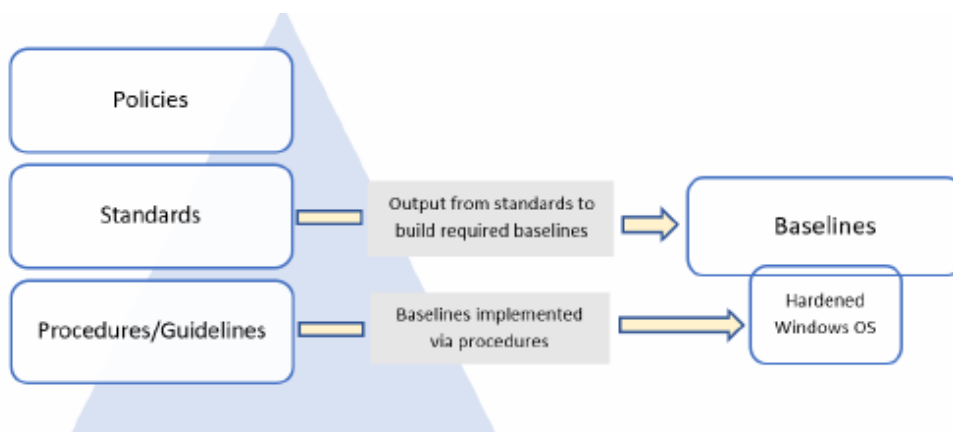 Policies
Standards
Output from standards to
build required baselines
Baselines
Procedures/Guidelines
Baselines implemented
via procedures
Hardened
Windows OS